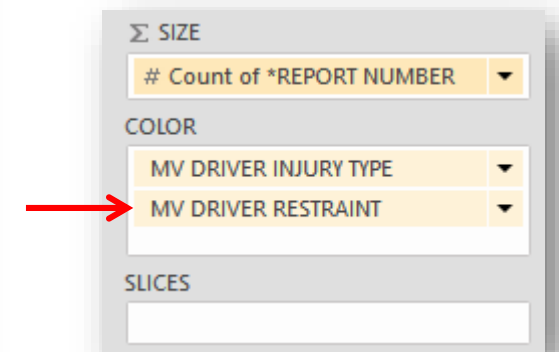 Σ SIZE
# Count of *REPORT NUMBER
COLOR
MV DRIVER INJURY TYPE
MV DRIVER RESTRAINT
SLICES